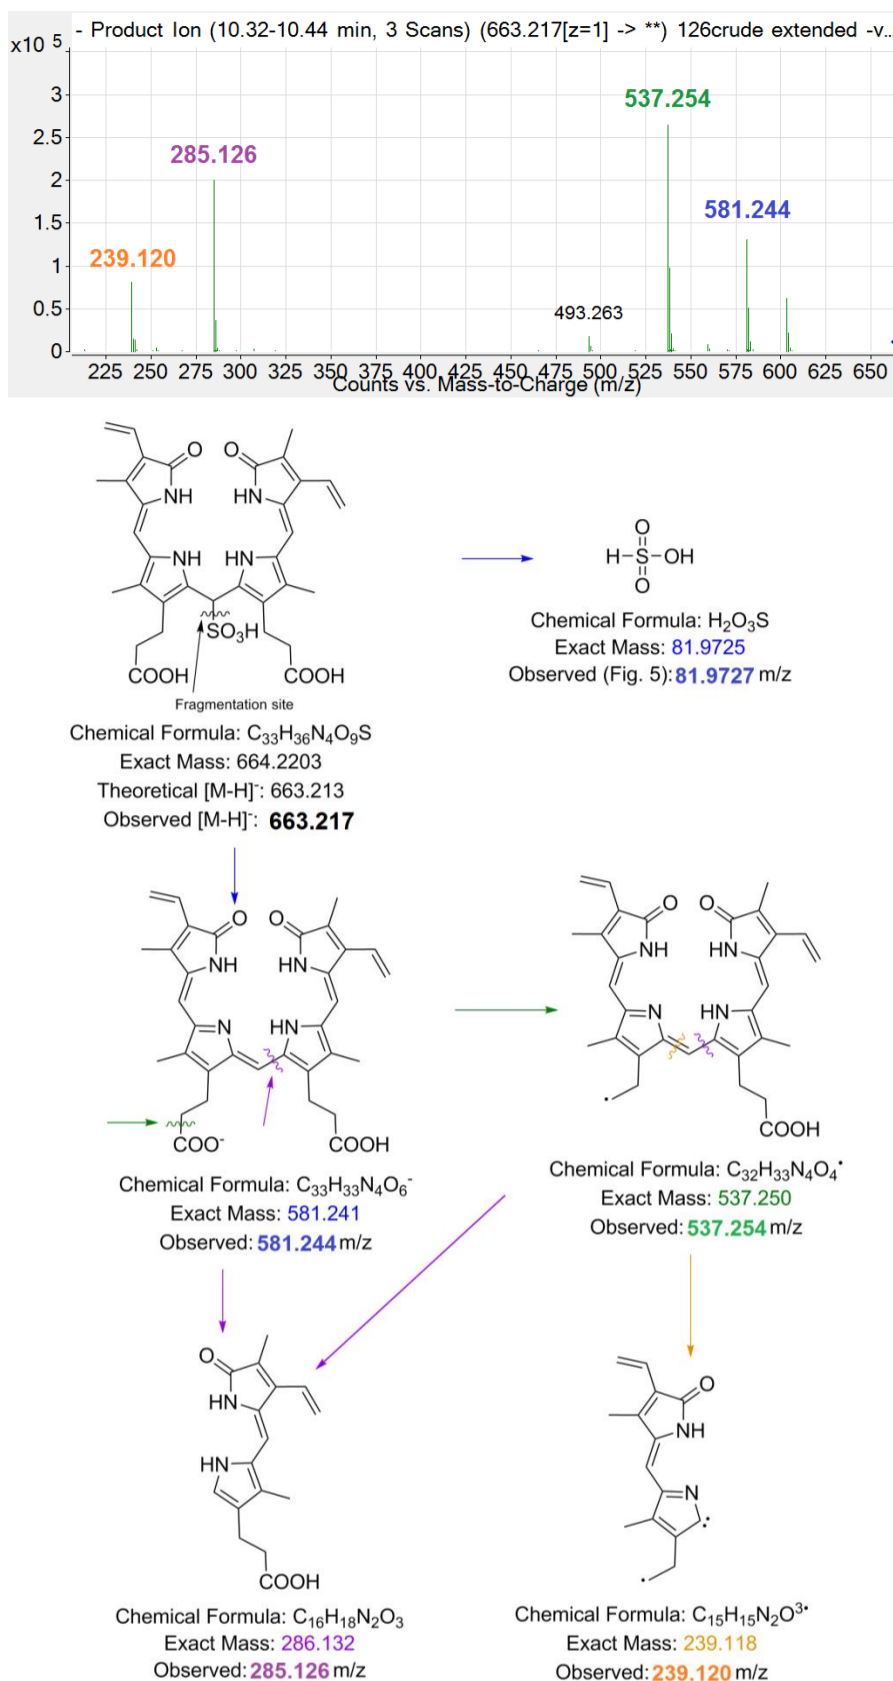 - Product Ion (10.32-10.44 min, 3 Scans) (663.217[z=1] -> **) 126crude extended -v...
x10 5
3
2.5
2
1.5
1
0.5
0
537.254
285.126
581.244
239.120
493.263
225 250 275 300 325 350 375 400 425 450 475 500 525 550 575 600 625 650
Counts vs. Mass-to-Charge (m/z)
O O
NH HN
NH HN
SO₃H
COOH COOH
Fragmentation site
Chemical Formula: C₃₃H₃₆N₄O₉S
Exact Mass: 664.2203
Theoretical [M-H]⁻: 663.213
Observed [M-H]⁻: 663.217
O
H-S-OH
O
Chemical Formula: H₂O₃S
Exact Mass: 81.9725
Observed (Fig. 5): 81.9727 m/z
O O
NH HN
N HN
COO⁻ COOH
Chemical Formula: C₃₃H₃₃N₄O₆⁻
Exact Mass: 581.241
Observed: 581.244 m/z
O O
NH HN
N HN
COOH
Chemical Formula: C₃₂H₃₃N₄O₄•
Exact Mass: 537.250
Observed: 537.254 m/z
O
HN
HN
COOH
Chemical Formula: C₁₆H₁₈N₂O₃
Exact Mass: 286.132
Observed: 285.126 m/z
O
NH
N
Chemical Formula: C₁₅H₁₅N₂O³•
Exact Mass: 239.118
Observed: 239.120 m/z